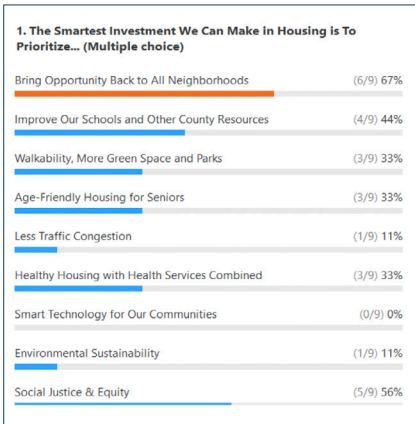 1. The Smartest Investment We Can Make in Housing is To
Prioritize... (Multiple choice)
Bring Opportunity Back to All Neighborhoods (6/9) 67%
Improve Our Schools and Other County Resources (4/9) 44%
Walkability, More Green Space and Parks (3/9) 33%
Age-Friendly Housing for Seniors (3/9) 33%
Less Traffic Congestion (1/9) 11%
Healthy Housing with Health Services Combined (3/9) 33%
Smart Technology for Our Communities (0/9) 0%
Environmental Sustainability (1/9) 11%
Social Justice & Equity (5/9) 56%